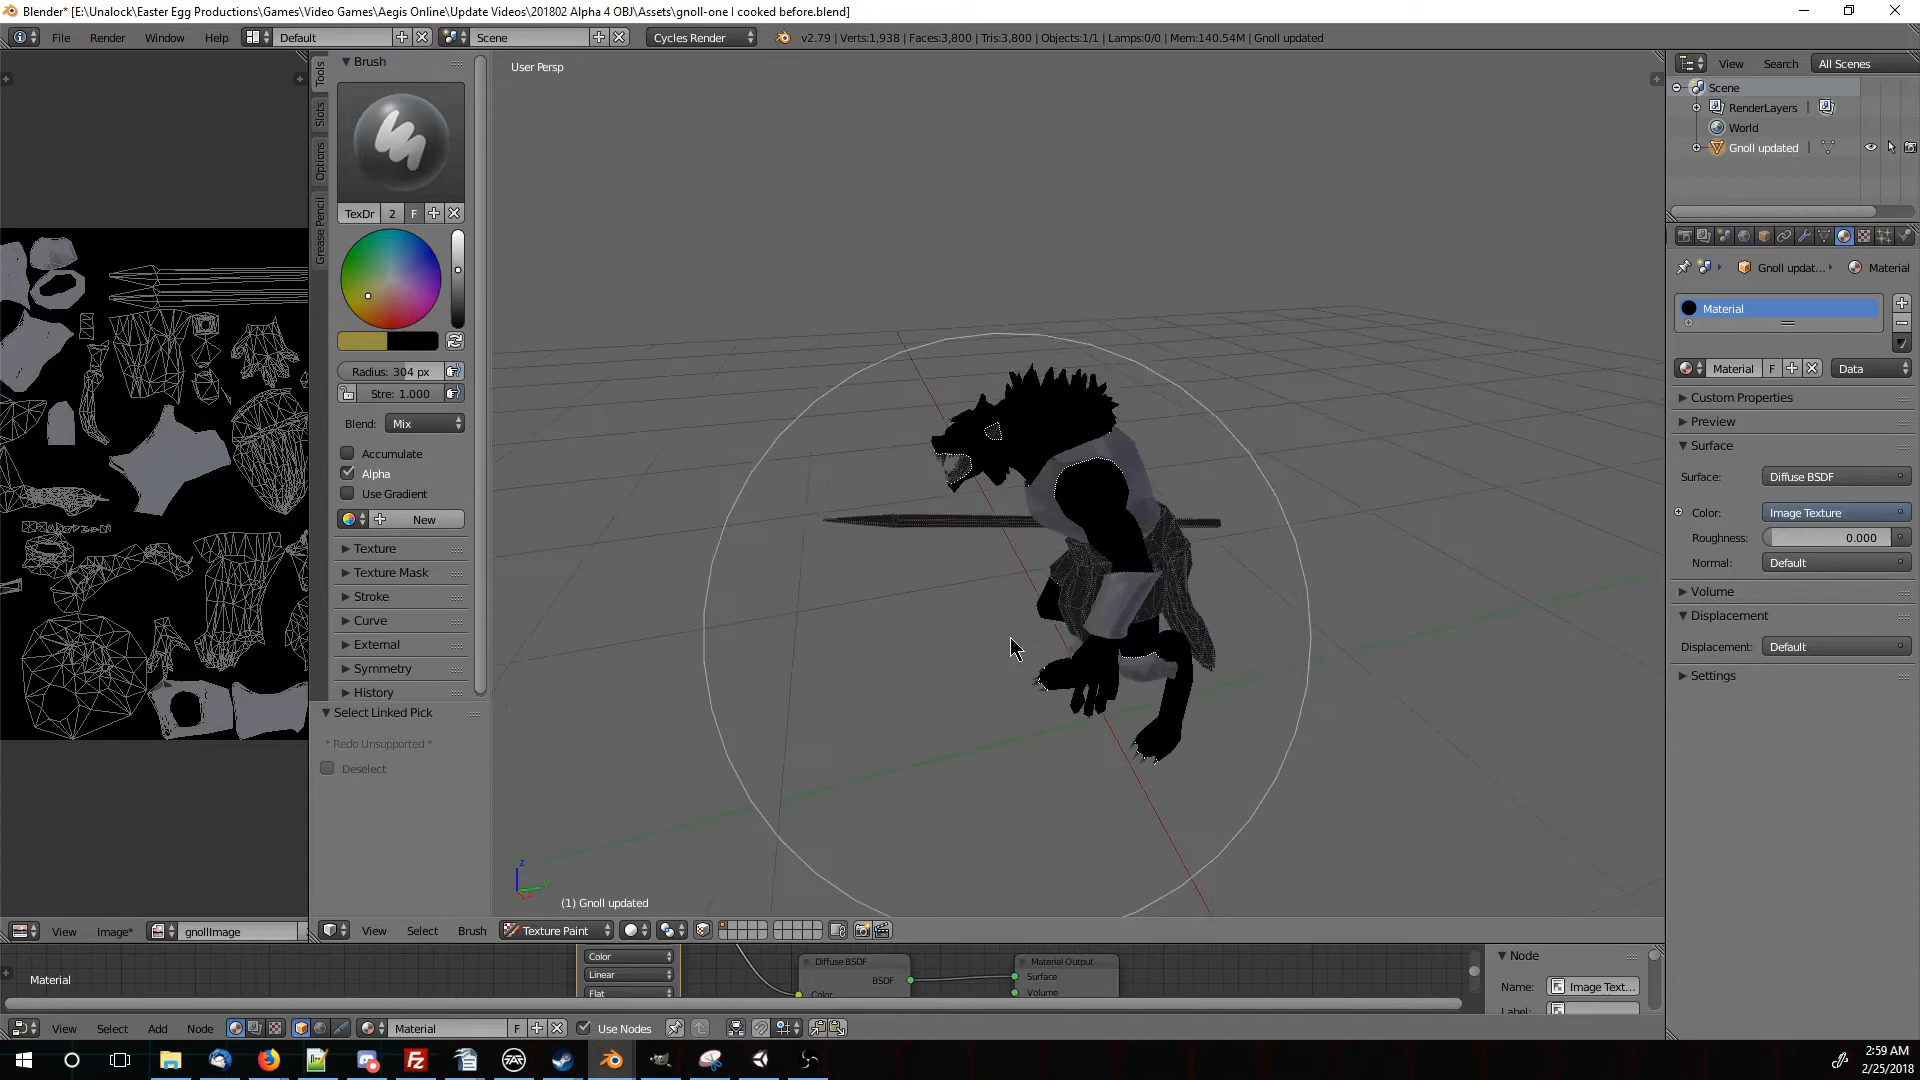 Blender* [E:\Unalock\Easter Egg Productions\Games\Video Games\Aegis Online\Update Videos\201802 Alpha 4 OBJ\Assets\gnoll-one I cooked before.blend]
File Render Window Help Default Scene Cycles Render v2.79 | Verts:1,938 | Faces:3,800 | Tris:3,800 | Objects:1/1 | Lamps:0/0 | Mem:140.54M | Gnoll updated
Tools
Slots
Options
Grease Pencil
Brush
TexDr 2 F
Radius: 304 px
Stre: 1.000
Blend: Mix
Accumulate
Alpha
Use Gradient
New
Texture
Texture Mask
Stroke
Curve
External
Symmetry
History
Select Linked Pick
* Redo Unsupported *
Deselect
User Persp
z
(1) Gnoll updated
View Search All Scenes
Scene
RenderLayers
World
Gnoll updated
Gnoll updat... Material
Material
Material F Data
Custom Properties
Preview
Surface
Surface: Diffuse BSDF
Color: Image Texture
Roughness: 0.000
Normal: Default
Volume
Displacement
Displacement: Default
Settings
View Image* gnollImage
View Select Brush Texture Paint
Material
Color
Linear
Flat
Diffuse BSDF
BSDF
Color
Material Output
Surface
Volume
Node
Name: Image Text...
Label:
View Select Add Node Material F Use Nodes
2:59 AM
2/25/2018